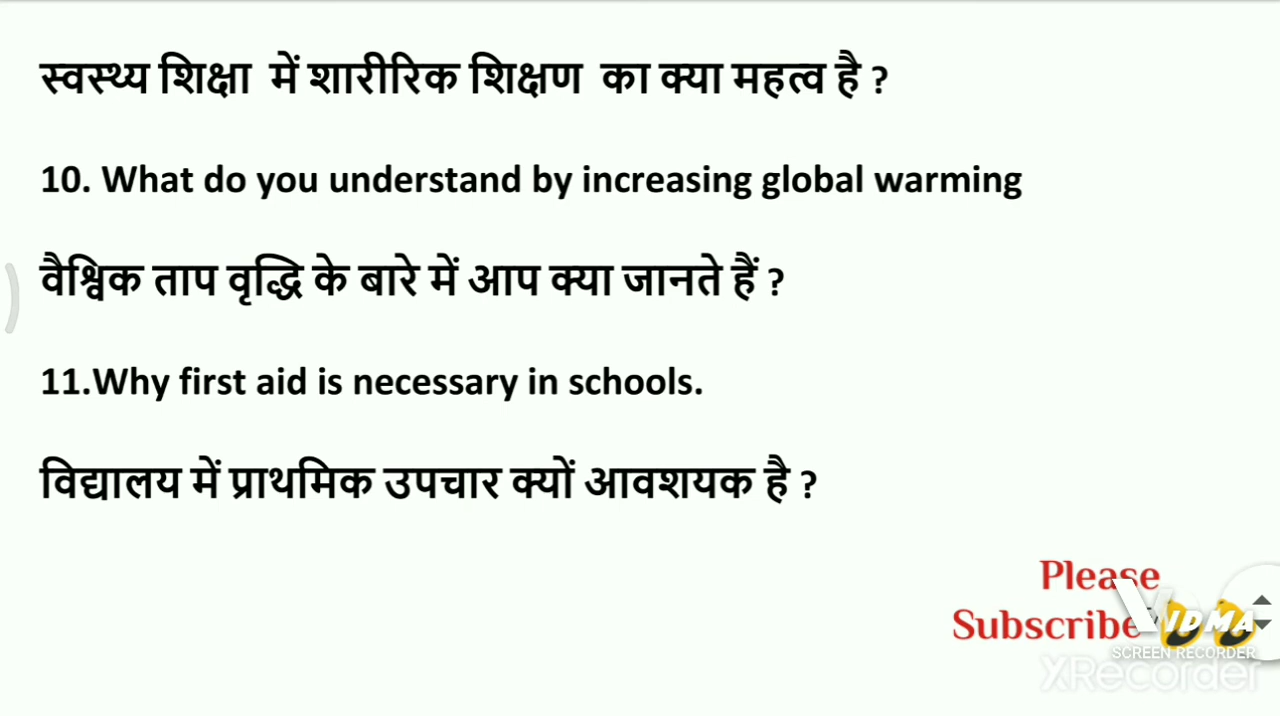 स्वस्थ्य शिक्षा में शारीरिक शिक्षण का क्या महत्व है ?
10. What do you understand by increasing global warming
वैश्विक ताप वृद्धि के बारे में आप क्या जानते हैं ?
11.Why first aid is necessary in schools.
विद्यालय में प्राथमिक उपचार क्यों आवशयक है ?
Please
Subscribe
VIDMA
SCREEN RECORDER
XRecorder